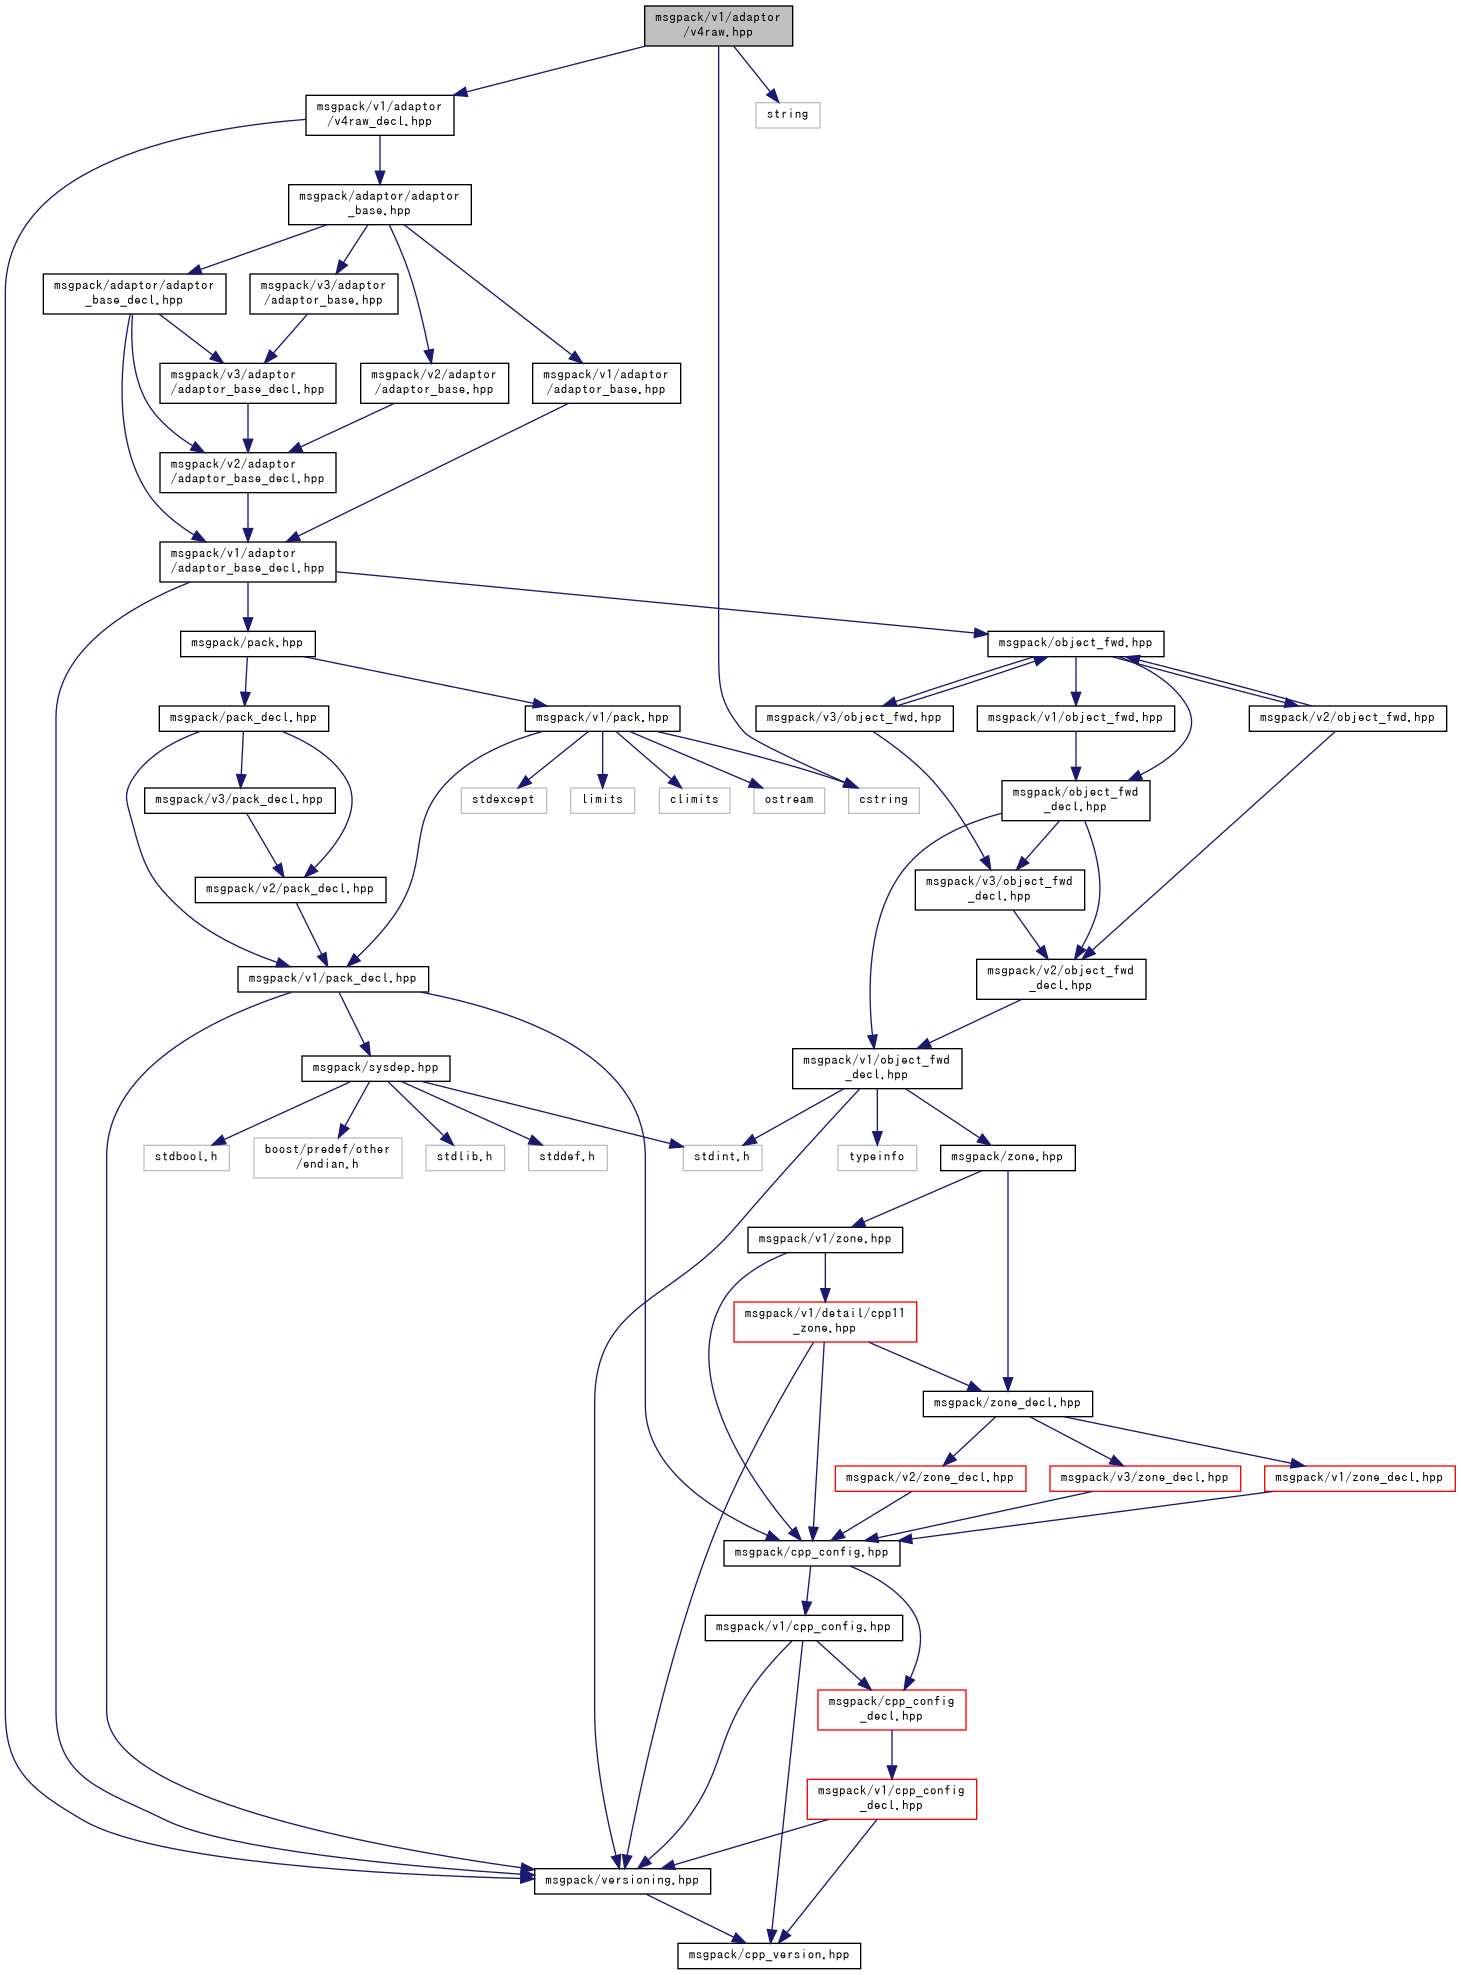 msgpack/v1/adaptor
/v4raw.hpp
msgpack/v1/adaptor
/v4raw_decl.hpp
string
msgpack/adaptor/adaptor
_base.hpp
msgpack/adaptor/adaptor
_base_decl.hpp
msgpack/v3/adaptor
/adaptor_base.hpp
msgpack/v3/adaptor
/adaptor_base_decl.hpp
msgpack/v2/adaptor
/adaptor_base.hpp
msgpack/v1/adaptor
/adaptor_base.hpp
msgpack/v2/adaptor
/adaptor_base_decl.hpp
msgpack/v1/adaptor
/adaptor_base_decl.hpp
msgpack/pack.hpp
msgpack/object_fwd.hpp
msgpack/pack_decl.hpp
msgpack/v1/pack.hpp
msgpack/v3/object_fwd.hpp
msgpack/v1/object_fwd.hpp
msgpack/v2/object_fwd.hpp
msgpack/v3/pack_decl.hpp
stdexcept
limits
climits
ostream
cstring
msgpack/object_fwd
_decl.hpp
msgpack/v2/pack_decl.hpp
msgpack/v3/object_fwd
_decl.hpp
msgpack/v1/pack_decl.hpp
msgpack/v2/object_fwd
_decl.hpp
msgpack/sysdep.hpp
msgpack/v1/object_fwd
_decl.hpp
stdbool.h
boost/predef/other
/endian.h
stdlib.h
stddef.h
stdint.h
typeinfo
msgpack/zone.hpp
msgpack/v1/zone.hpp
msgpack/v1/detail/cpp11
_zone.hpp
msgpack/zone_decl.hpp
msgpack/v2/zone_decl.hpp
msgpack/v3/zone_decl.hpp
msgpack/v1/zone_decl.hpp
msgpack/cpp_config.hpp
msgpack/v1/cpp_config.hpp
msgpack/cpp_config
_decl.hpp
msgpack/v1/cpp_config
_decl.hpp
msgpack/versioning.hpp
msgpack/cpp_version.hpp